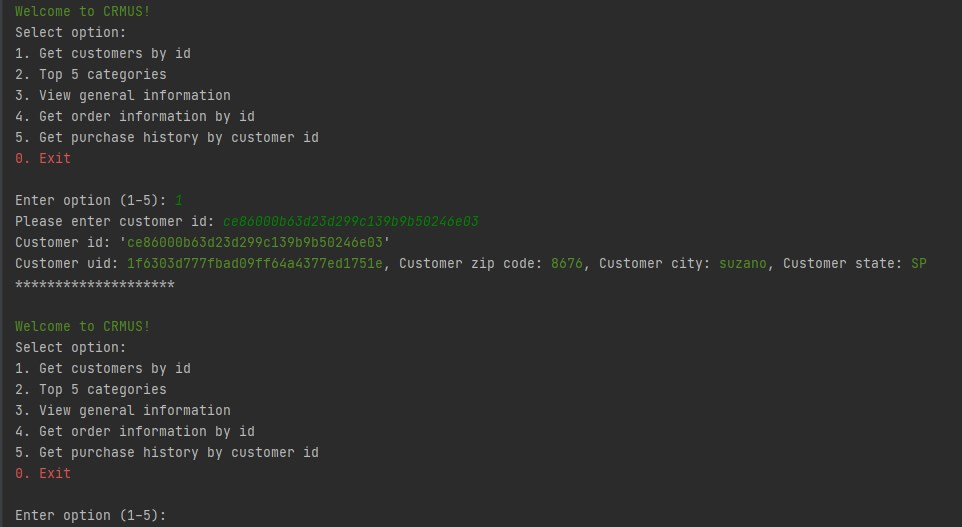 Welcome to CRMUS!
Select option:
1. Get customers by id
2. Top 5 categories
3. View general information
4. Get order information by id
5. Get purchase history by customer id
0. Exit
Enter option (1-5): 1
Please enter customer id: ce86000b63d23d299c139b9b50246e03
Customer id: 'ce86000b63d23d299c139b9b50246e03'
Customer uid: 1f6303d777fbad09ff64a4377ed1751e, Customer zip code: 8676, Customer city: suzano, Customer state: SP
********************
Welcome to CRMUS!
Select option:
1. Get customers by id
2. Top 5 categories
3. View general information
4. Get order information by id
5. Get purchase history by customer id
0. Exit
Enter option (1-5):